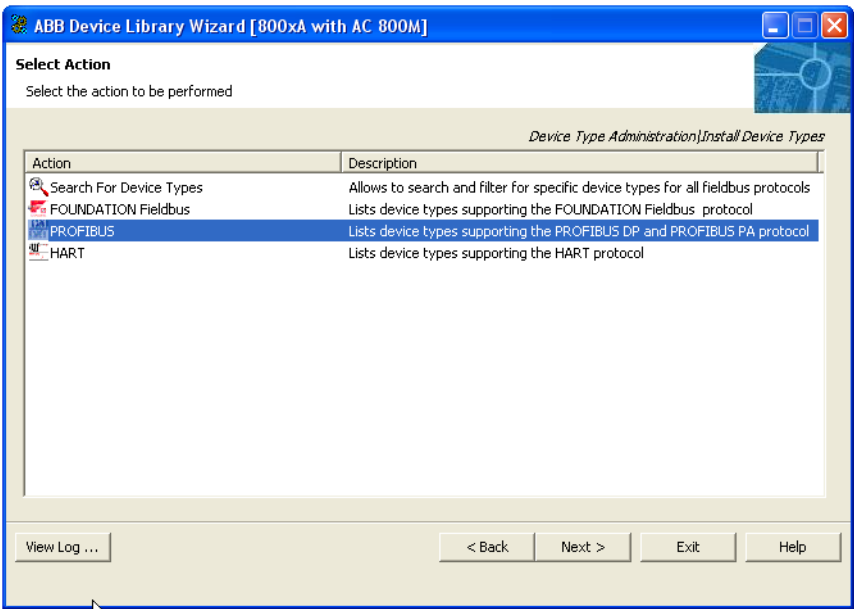 ABB Device Library Wizard [800xA with AC 800M]
Select Action
Select the action to be performed
Device Type Administration|Install Device Types
Action Description
Search For Device Types Allows to search and filter for specific device types for all fieldbus protocols
FOUNDATION Fieldbus Lists device types supporting the FOUNDATION Fieldbus protocol
PROFIBUS Lists device types supporting the PROFIBUS DP and PROFIBUS PA protocol
HART Lists device types supporting the HART protocol
View Log ... < Back Next > Exit Help